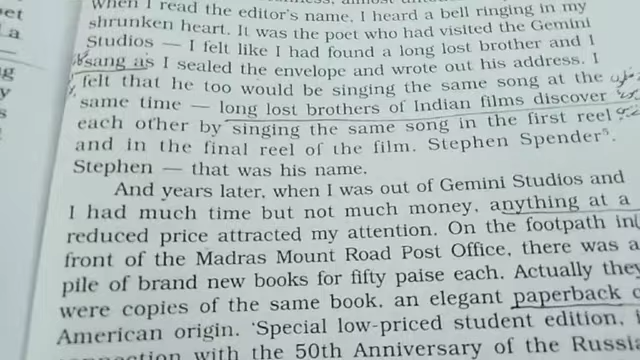 when I read the editor's name, I heard a bell ringing in my
shrunken heart. It was the poet who had visited the Gemini
Studios — I felt like I had found a long lost brother and I
sang as I sealed the envelope and wrote out his address. I
felt that he too would be singing the same song at the
same time — long lost brothers of Indian films discover
each other by singing the same song in the first reel
and in the final reel of the film. Stephen Spender⁵.
Stephen — that was his name.
And years later, when I was out of Gemini Studios and
I had much time but not much money, anything at a
reduced price attracted my attention. On the footpath in
front of the Madras Mount Road Post Office, there was a
pile of brand new books for fifty paise each. Actually they
were copies of the same book, an elegant paperback
American origin. 'Special low-priced student edition,
with the 50th Anniversary of the